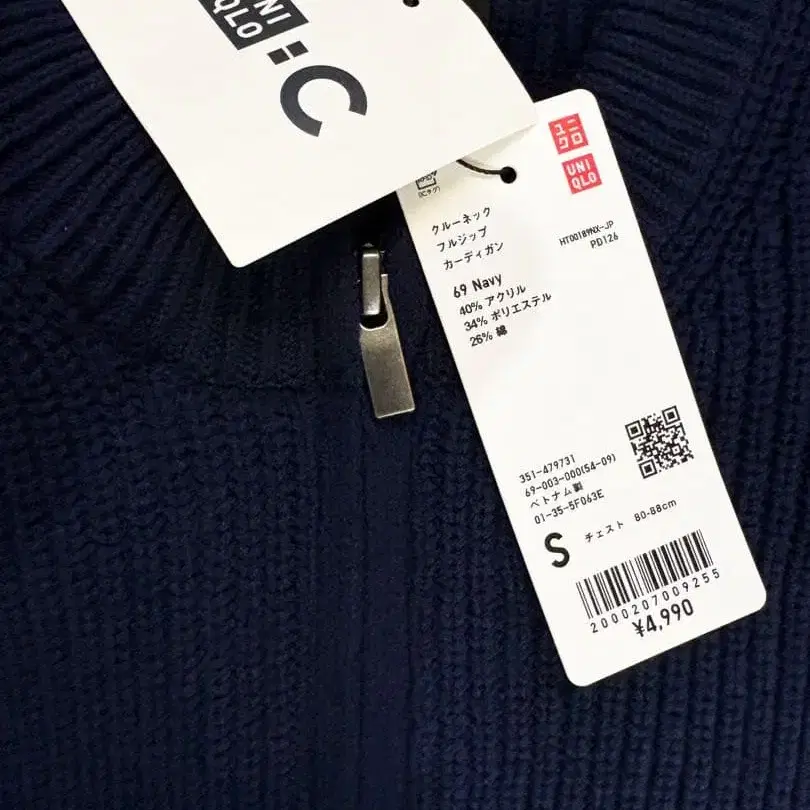 UNI
QLO
:C
ユニ
クロ
UNI
QLO
クルーネック
フルジップ
カーディガン
HT00189NX-JP
PD126
69 Navy
40% アクリル
34% ポリエステル
26% 綿
351-479731
69-003-000(54-09)
ベトナム製
01-35-5F063E
S チェスト 80-88cm
2000207009255
¥4,990